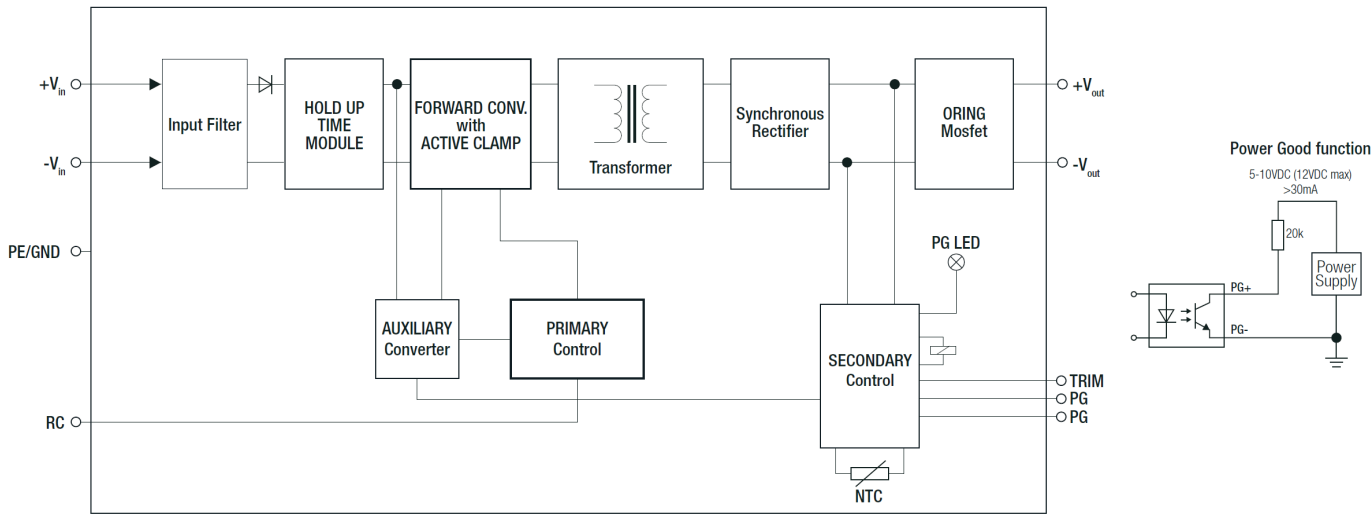 +Vin
-Vin
PE/GND
RC
Input Filter
HOLD UP
TIME
MODULE
FORWARD CONV.
with
ACTIVE CLAMP
Transformer
Synchronous
Rectifier
ORING
Mosfet
+Vout
-Vout
AUXILIARY
Converter
PRIMARY
Control
PG LED
SECONDARY
Control
NTC
TRIM
PG
PG
Power Good function
5-10VDC (12VDC max)
>30mA
20k
Power
Supply
PG+
PG-